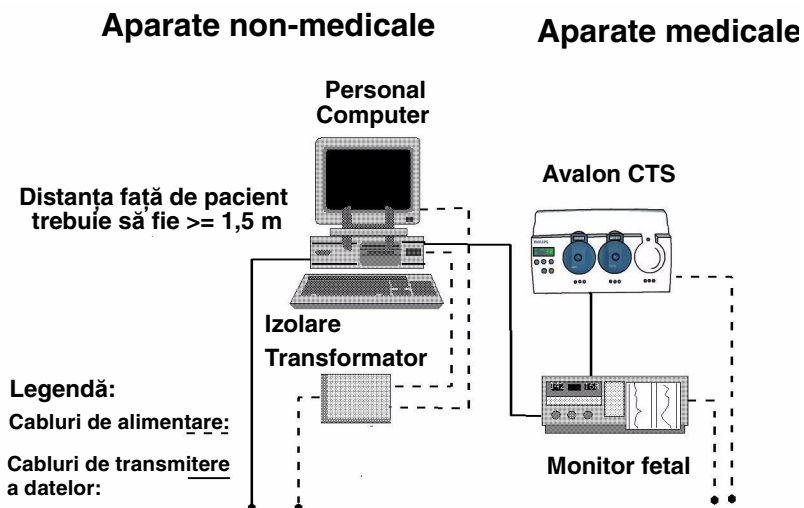 Aparate non-medicale
Aparate medicale
Personal
Computer
Avalon CTS
Distanța față de pacient
trebuie să fie >= 1,5 m
PHILIPS
Izolare
Transformator
Legendă:
Cabluri de alimentare:
Monitor fetal
Cabluri de transmitere
a datelor: